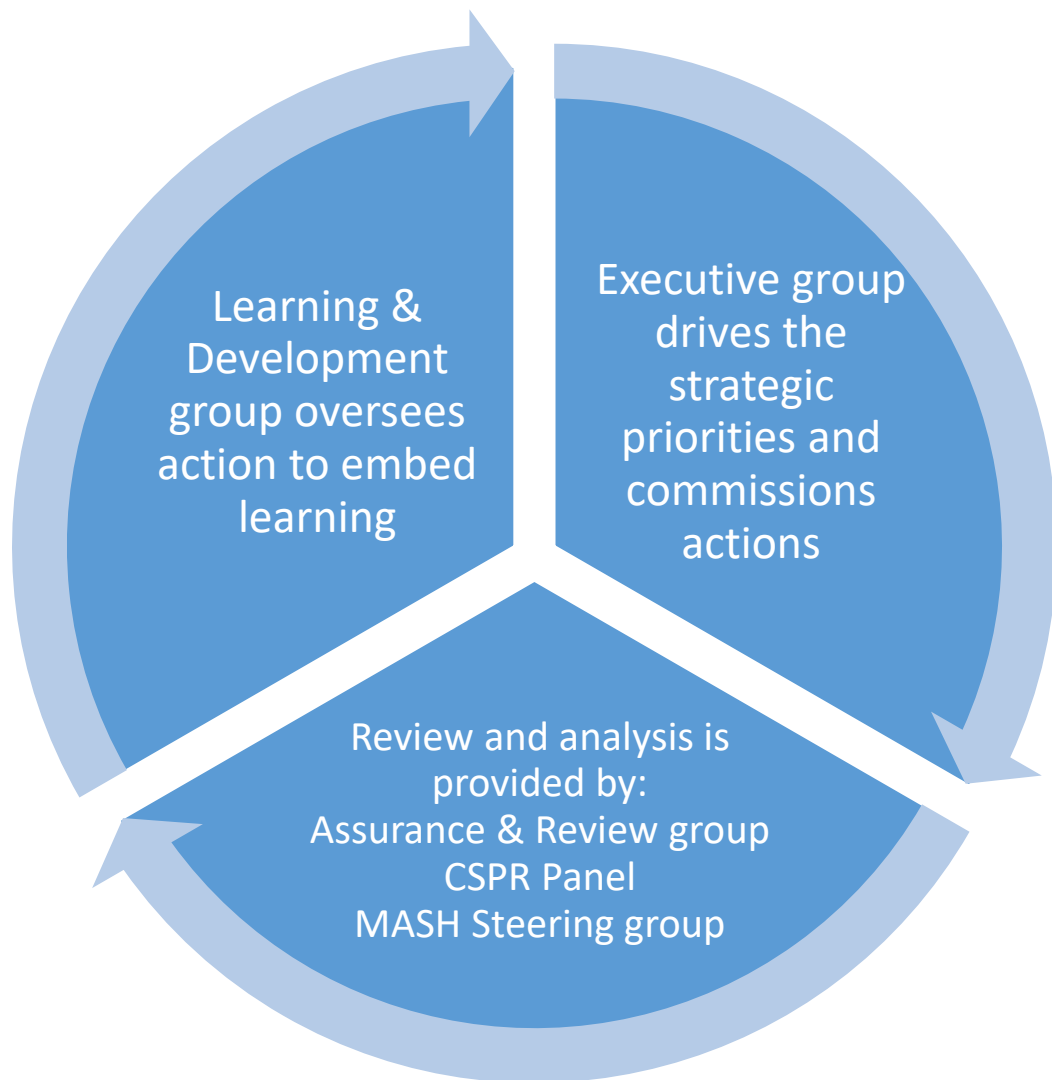 Learning &
Development
group oversees
action to embed
learning
Executive group
drives the
strategic
priorities and
commissions
actions
Review and analysis is
provided by:
Assurance & Review group
CSPR Panel
MASH Steering group